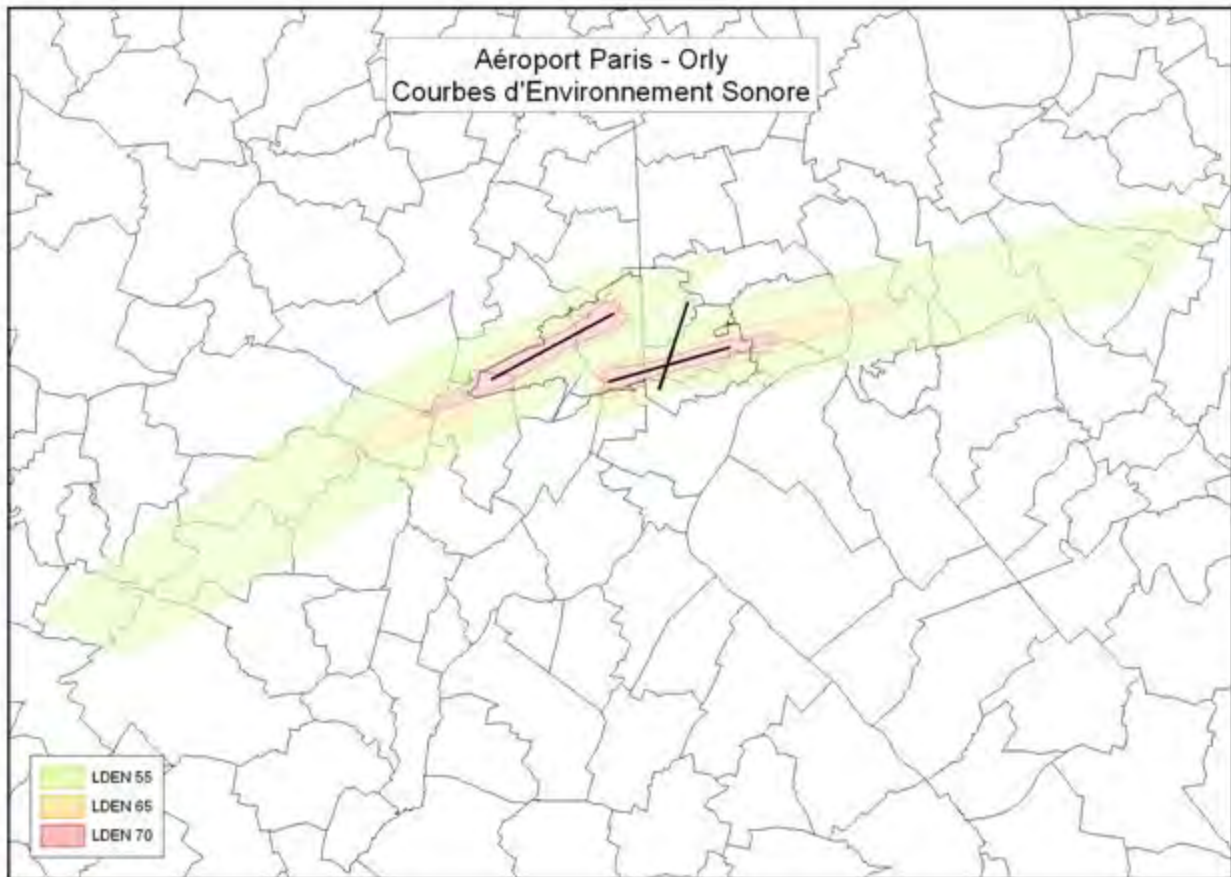 Aéroport Paris - Orly
Courbes d'Environnement Sonore
LDEN 55
LDEN 65
LDEN 70